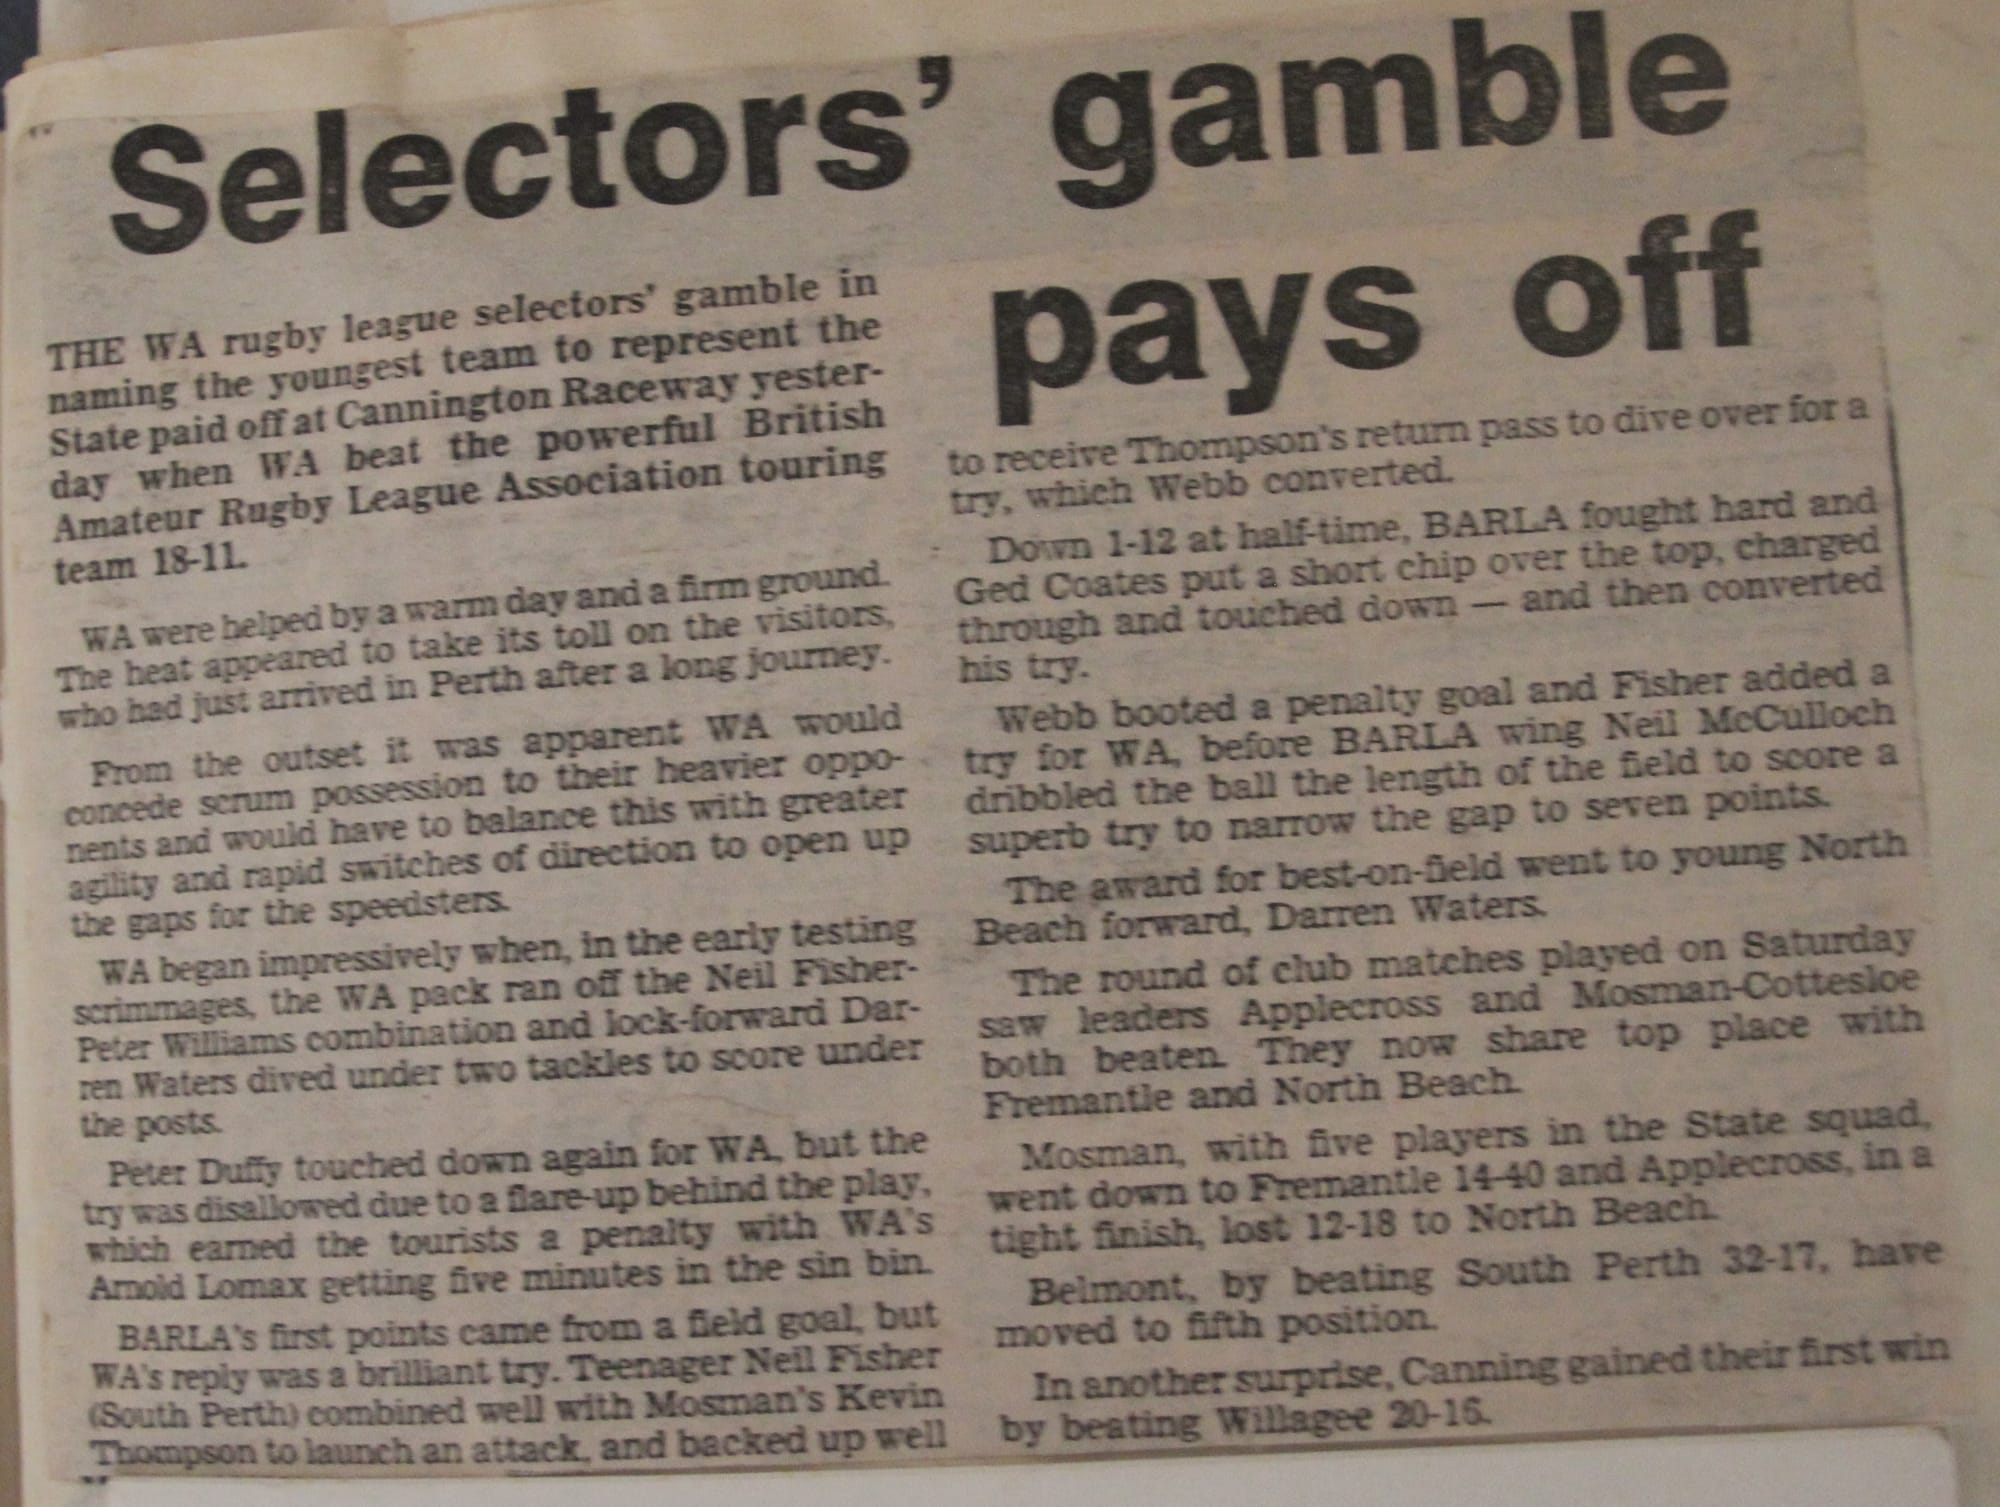 Selectors' gamble
pays off
THE WA rugby league selectors' gamble in
naming the youngest team to represent the
State paid off at Cannington Raceway yester-
day when WA beat the powerful British
Amateur Rugby League Association touring
team 18-11.
WA were helped by a warm day and a firm ground.
The heat appeared to take its toll on the visitors,
who had just arrived in Perth after a long journey.
From the outset it was apparent WA would
concede scrum possession to their heavier oppo-
nents and would have to balance this with greater
agility and rapid switches of direction to open up
the gaps for the speedsters.
WA began impressively when, in the early testing
scrimmages, the WA pack ran off the Neil Fisher-
Peter Williams combination and lock-forward Dar-
ren Waters dived under two tackles to score under
the posts.
Peter Duffy touched down again for WA, but the
try was disallowed due to a flare-up behind the play,
which earned the tourists a penalty with WA's
Arnold Lomax getting five minutes in the sin bin.
BARLA's first points came from a field goal, but
WA's reply was a brilliant try. Teenager Neil Fisher
(South Perth) combined well with Mosman's Kevin
Thompson to launch an attack, and backed up well
to receive Thompson's return pass to dive over for a
try, which Webb converted.
Down 1-12 at half-time, BARLA fought hard and
Ged Coates put a short chip over the top, charged
through and touched down — and then converted
his try.
Webb booted a penalty goal and Fisher added a
try for WA, before BARLA wing Neil McCulloch
dribbled the ball the length of the field to score a
superb try to narrow the gap to seven points.
The award for best-on-field went to young North
Beach forward, Darren Waters.
The round of club matches played on Saturday
saw leaders Applecross and Mosman-Cottesloe
both beaten. They now share top place with
Fremantle and North Beach.
Mosman, with five players in the State squad,
went down to Fremantle 14-40 and Applecross, in a
tight finish, lost 12-18 to North Beach.
Belmont, by beating South Perth 32-17, have
moved to fifth position.
In another surprise, Canning gained their first win
by beating Willagee 20-16.